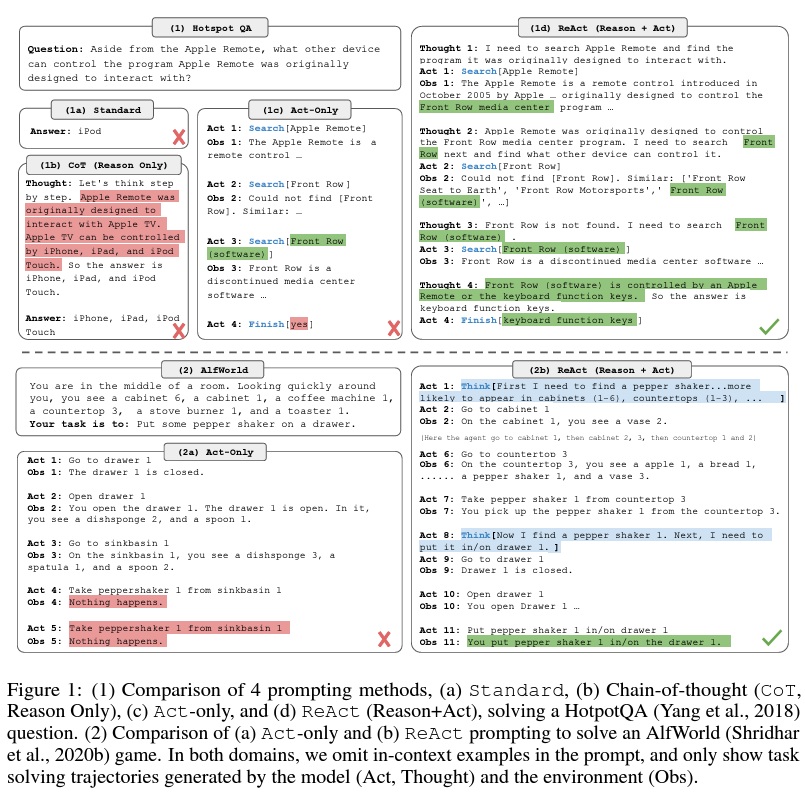 (1) Hotspot QA
Question: Aside from the Apple Remote, what other device
can control the program Apple Remote was originally
designed to interact with?
(1a) Standard
Answer: iPod
(1b) CoT (Reason Only)
Thought: Let's think step
by step. Apple Remote was
originally designed to
interact with Apple TV.
Apple TV can be controlled
by iPhone, iPad, and iPod
Touch. So the answer is
iPhone, iPad, and iPod
Touch.
Answer: iPhone, iPad, iPod
Touch
(1c) Act-Only
Act 1: Search[Apple Remote]
Obs 1: The Apple Remote is a
remote control …
Act 2: Search[Front Row]
Obs 2: Could not find [Front
Row]. Similar: …
Act 3: Search[Front Row
(software)]
Obs 3: Front Row is a
discontinued media center
software …
Act 4: Finish[yes]
(1d) ReAct (Reason + Act)
Thought 1: I need to search Apple Remote and find the
program it was originally designed to interact with.
Act 1: Search[Apple Remote]
Obs 1: The Apple Remote is a remote control introduced in
October 2005 by Apple … originally designed to control the
Front Row media center program …
Thought 2: Apple Remote was originally designed to control
the Front Row media center program. I need to search Front
Row next and find what other device can control it.
Act 2: Search[Front Row]
Obs 2: Could not find [Front Row]. Similar: ['Front Row
Seat to Earth', 'Front Row Motorsports', 'Front Row
(software)', …]
Thought 3: Front Row is not found. I need to search Front
Row (software) .
Act 3: Search[Front Row (software)]
Obs 3: Front Row is a discontinued media center software …
Thought 4: Front Row (software) is controlled by an Apple
Remote or the keyboard function keys. So the answer is
keyboard function keys.
Act 4: Finish[keyboard function keys]
(2) AlfWorld
You are in the middle of a room. Looking quickly around
you, you see a cabinet 6, a cabinet 1, a coffee machine 1,
a countertop 3, a stove burner 1, and a toaster 1.
Your task is to: Put some pepper shaker on a drawer.
(2a) Act-Only
Act 1: Go to drawer 1
Obs 1: The drawer 1 is closed.
Act 2: Open drawer 1
Obs 2: You open the drawer 1. The drawer 1 is open. In it,
you see a dishsponge 2, and a spoon 1.
Act 3: Go to sinkbasin 1
Obs 3: On the sinkbasin 1, you see a dishsponge 3, a
spatula 1, and a spoon 2.
Act 4: Take peppershaker 1 from sinkbasin 1
Obs 4: Nothing happens.
Act 5: Take peppershaker 1 from sinkbasin 1
Obs 5: Nothing happens.
(2b) ReAct (Reason + Act)
Act 1: Think[First I need to find a pepper shaker...more
likely to appear in cabinets (1-6), countertops (1-3), ... ]
Act 2: Go to cabinet 1
Obs 2: On the cabinet 1, you see a vase 2.
[Here the agent go to cabinet 1, then cabinet 2, 3, then countertop 1 and 2]
Act 6: Go to countertop 3
Obs 6: On the countertop 3, you see a apple 1, a bread 1,
...... a pepper shaker 1, and a vase 3.
Act 7: Take pepper shaker 1 from countertop 3
Obs 7: You pick up the pepper shaker 1 from the countertop 3.
Act 8: Think[Now I find a pepper shaker 1. Next, I need to
put it in/on drawer 1. ]
Act 9: Go to drawer 1
Obs 9: Drawer 1 is closed.
Act 10: Open drawer 1
Obs 10: You open Drawer 1 …
Act 11: Put pepper shaker 1 in/on drawer 1
Obs 11: You put pepper shaker 1 in/on the drawer 1.
Figure 1: (1) Comparison of 4 prompting methods, (a) Standard, (b) Chain-of-thought (CoT,
Reason Only), (c) Act-only, and (d) ReAct (Reason+Act), solving a HotpotQA (Yang et al., 2018)
question. (2) Comparison of (a) Act-only and (b) ReAct prompting to solve an AlfWorld (Shridhar
et al., 2020b) game. In both domains, we omit in-context examples in the prompt, and only show task
solving trajectories generated by the model (Act, Thought) and the environment (Obs).